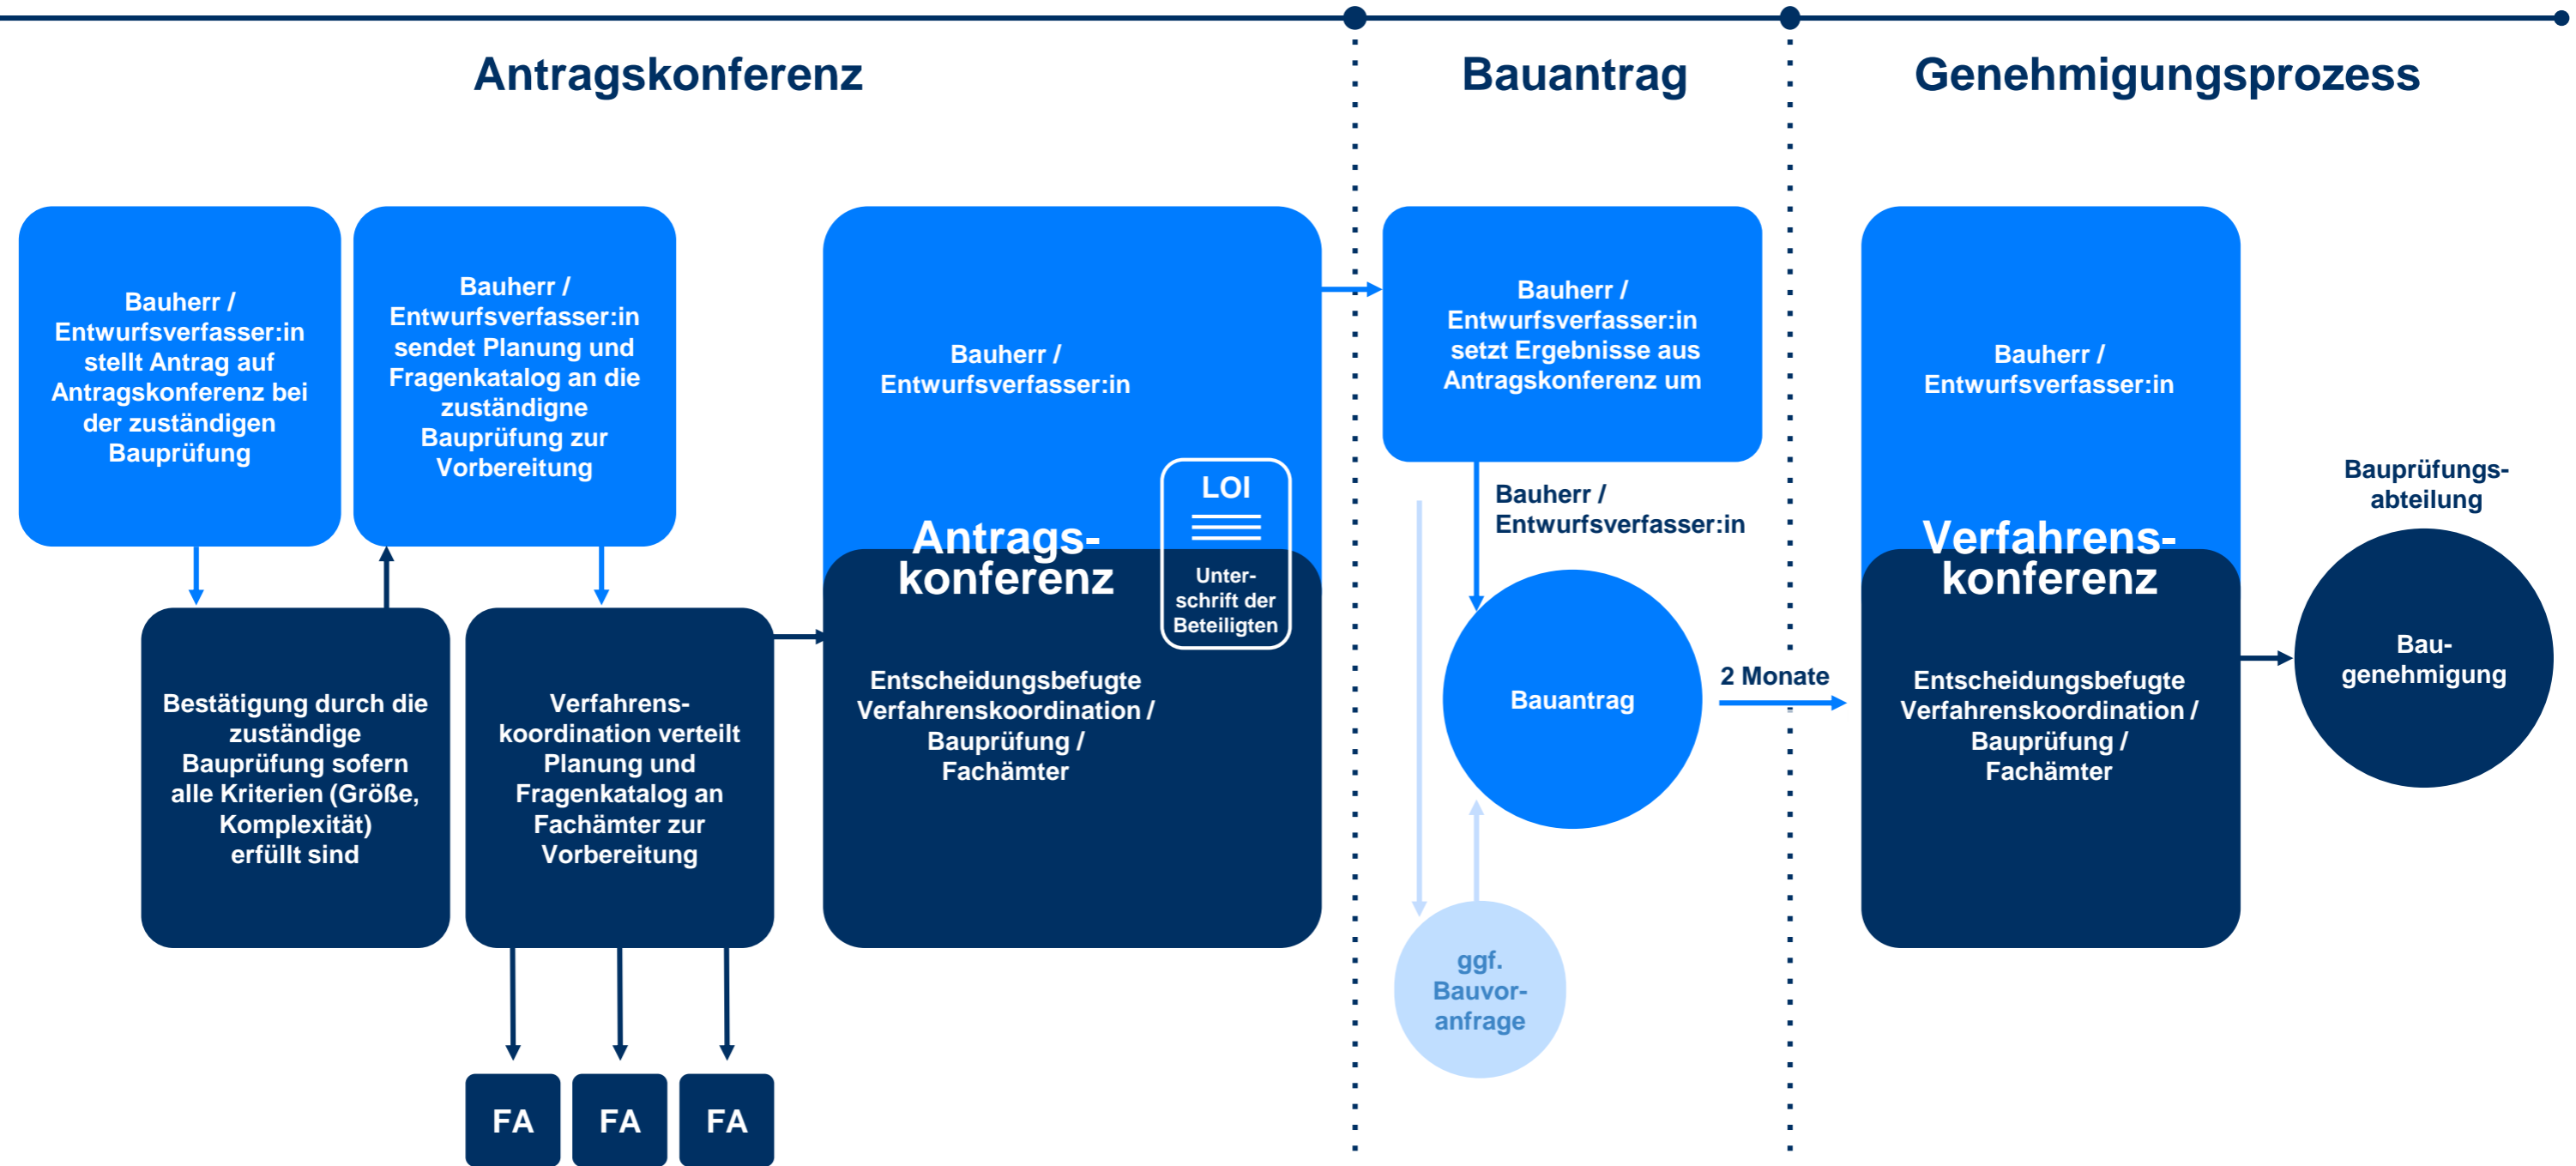 Antragskonferenz
Bauantrag
Genehmigungsprozess
Bauherr /
Entwurfsverfasser:in
stellt Antrag auf
Antragskonferenz bei
der zuständigen
Bauprüfung
Bauherr /
Entwurfsverfasser:in
sendet Planung und
Fragenkatalog an die
zuständigne
Bauprüfung zur
Vorbereitung
Bestätigung durch die
zuständige
Bauprüfung sofern
alle Kriterien (Größe,
Komplexität)
erfüllt sind
Verfahrens-
koordination verteilt
Planung und
Fragenkatalog an
Fachämter zur
Vorbereitung
FA
FA
FA
Bauherr /
Entwurfsverfasser:in
Antrags-
konferenz
LOI
Unter-
schrift der
Beteiligten
Entscheidungsbefugte
Verfahrenskoordination /
Bauprüfung /
Fachämter
Bauherr /
Entwurfsverfasser:in
setzt Ergebnisse aus
Antragskonferenz um
Bauherr /
Entwurfsverfasser:in
Bauantrag
ggf.
Bauvor-
anfrage
2 Monate
Bauherr /
Entwurfsverfasser:in
Verfahrens-
konferenz
Entscheidungsbefugte
Verfahrenskoordination /
Bauprüfung /
Fachämter
Bauprüfungs-
abteilung
Bau-
genehmigung